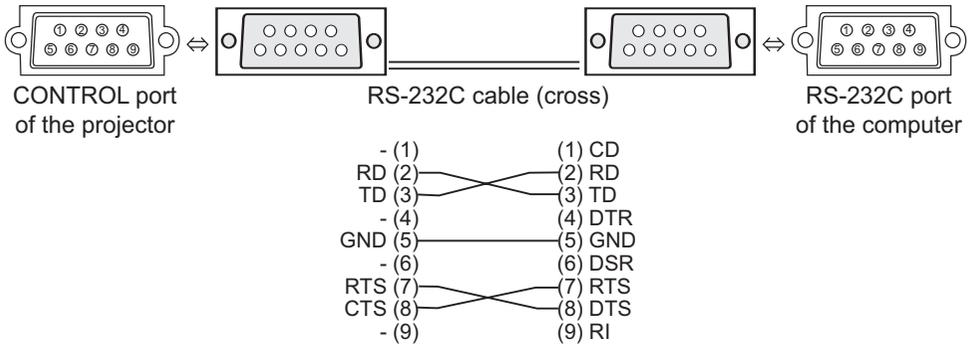 ① ② ③ ④
⑤ ⑥ ⑦ ⑧ ⑨
① ② ③ ④
⑤ ⑥ ⑦ ⑧ ⑨
CONTROL port
of the projector
RS-232C cable (cross)
RS-232C port
of the computer
- (1) (1) CD
RD (2) (2) RD
TD (3) (3) TD
- (4) (4) DTR
GND (5) (5) GND
- (6) (6) DSR
RTS (7) (7) RTS
CTS (8) (8) DTS
- (9) (9) RI